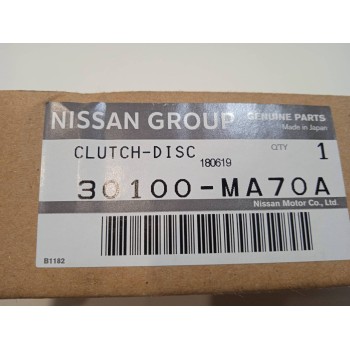 NISSAN GROUP GENUINE PARTS
Made in Japan
CLUTCH-DISC 180619 QTY 1
30100-MA70A
Nissan Motor Co., Ltd.
B1182